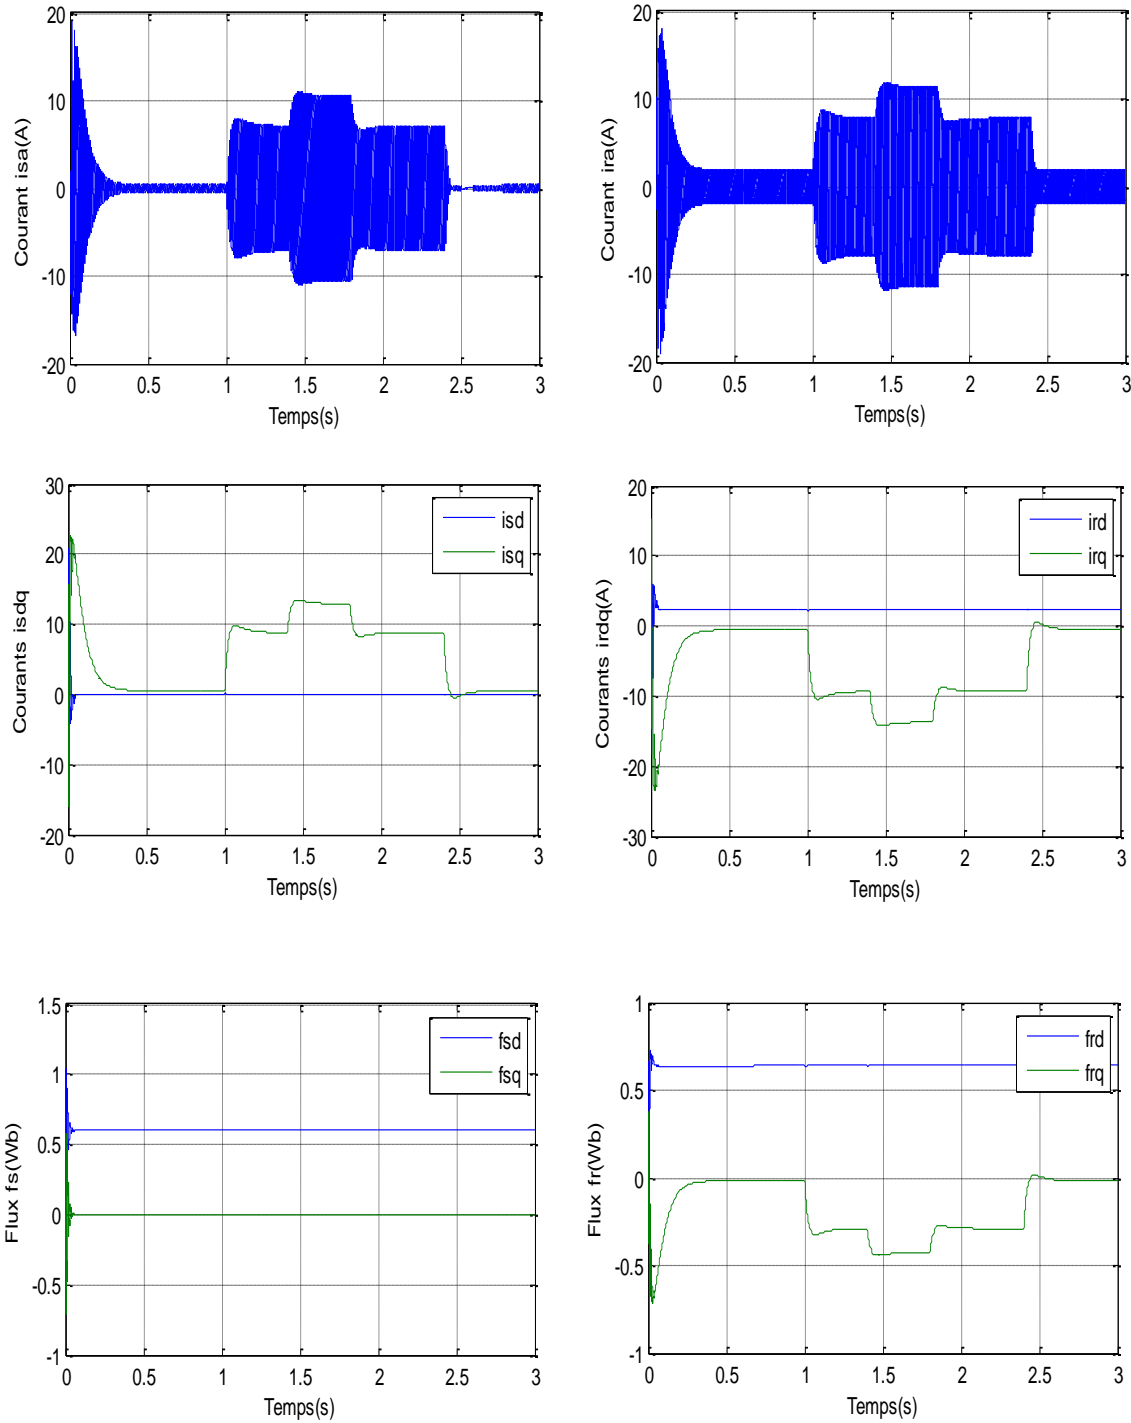 20
10
0
-10
-20
0 0.5 1 1.5 2 2.5 3
Courant isa(A)
Temps(s)
20
10
0
-10
-20
0 0.5 1 1.5 2 2.5 3
Courant ira(A)
Temps(s)
30
20
10
0
-10
-20
0 0.5 1 1.5 2 2.5 3
Courants isdq
Temps(s)
isd
isq
20
10
0
-10
-20
-30
0 0.5 1 1.5 2 2.5 3
Courants irdq(A)
Temps(s)
ird
irq
1.5
1
0.5
0
-0.5
-1
0 0.5 1 1.5 2 2.5 3
Flux fs(Wb)
Temps(s)
fsd
fsq
1
0.5
0
-0.5
-1
0 0.5 1 1.5 2 2.5 3
Flux fr(Wb)
Temps(s)
frd
frq